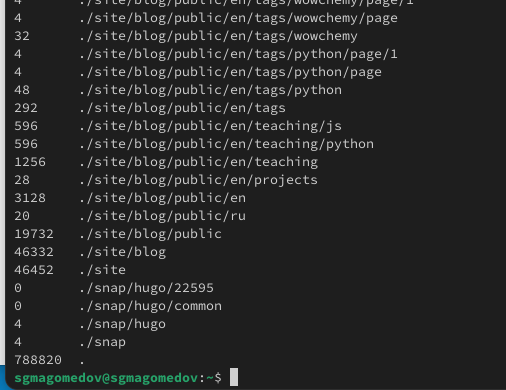 4 ./site/blog/public/en/tags/wowchemy/page/1
4 ./site/blog/public/en/tags/wowchemy/page
32 ./site/blog/public/en/tags/wowchemy
4 ./site/blog/public/en/tags/python/page/1
4 ./site/blog/public/en/tags/python/page
48 ./site/blog/public/en/tags/python
292 ./site/blog/public/en/tags
596 ./site/blog/public/en/teaching/js
596 ./site/blog/public/en/teaching/python
1256 ./site/blog/public/en/teaching
28 ./site/blog/public/en/projects
3128 ./site/blog/public/en
20 ./site/blog/public/ru
19732 ./site/blog/public
46332 ./site/blog
46452 ./site
0 ./snap/hugo/22595
0 ./snap/hugo/common
4 ./snap/hugo
4 ./snap
788820 .
sgmagomedov@sgmagomedov:~$